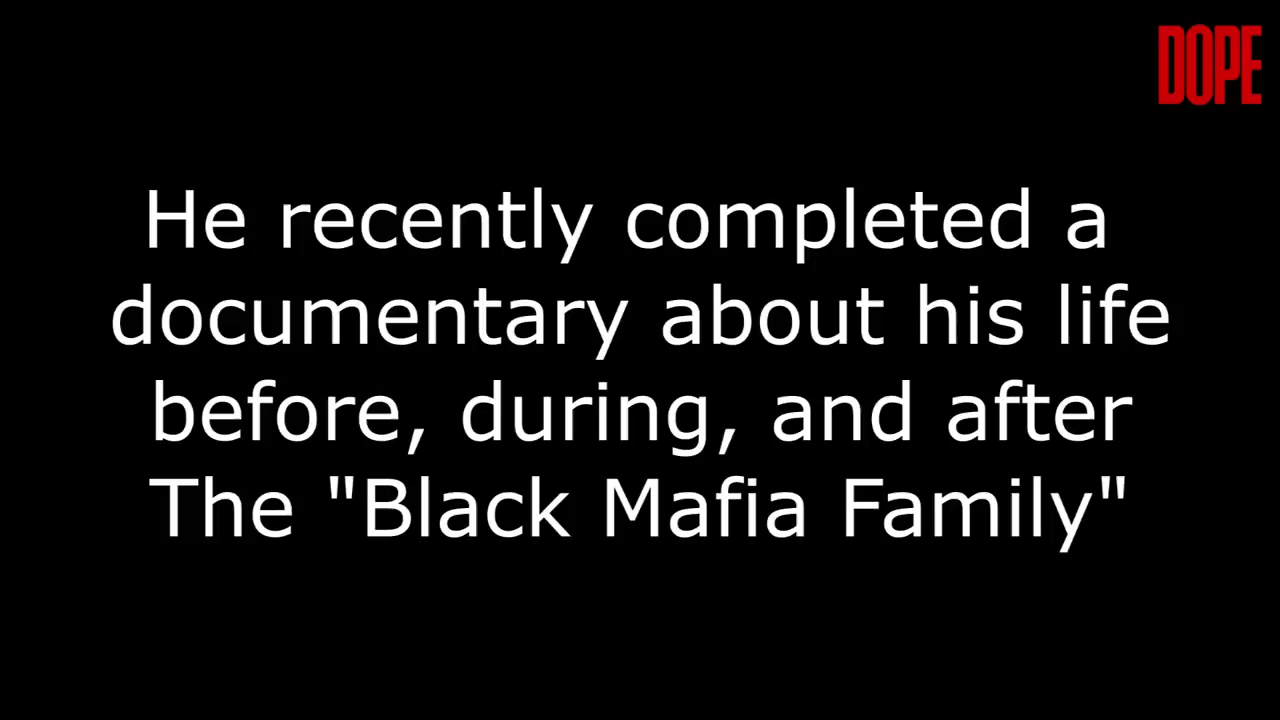 DOPE
He recently completed a
documentary about his life
before, during, and after
The "Black Mafia Family"